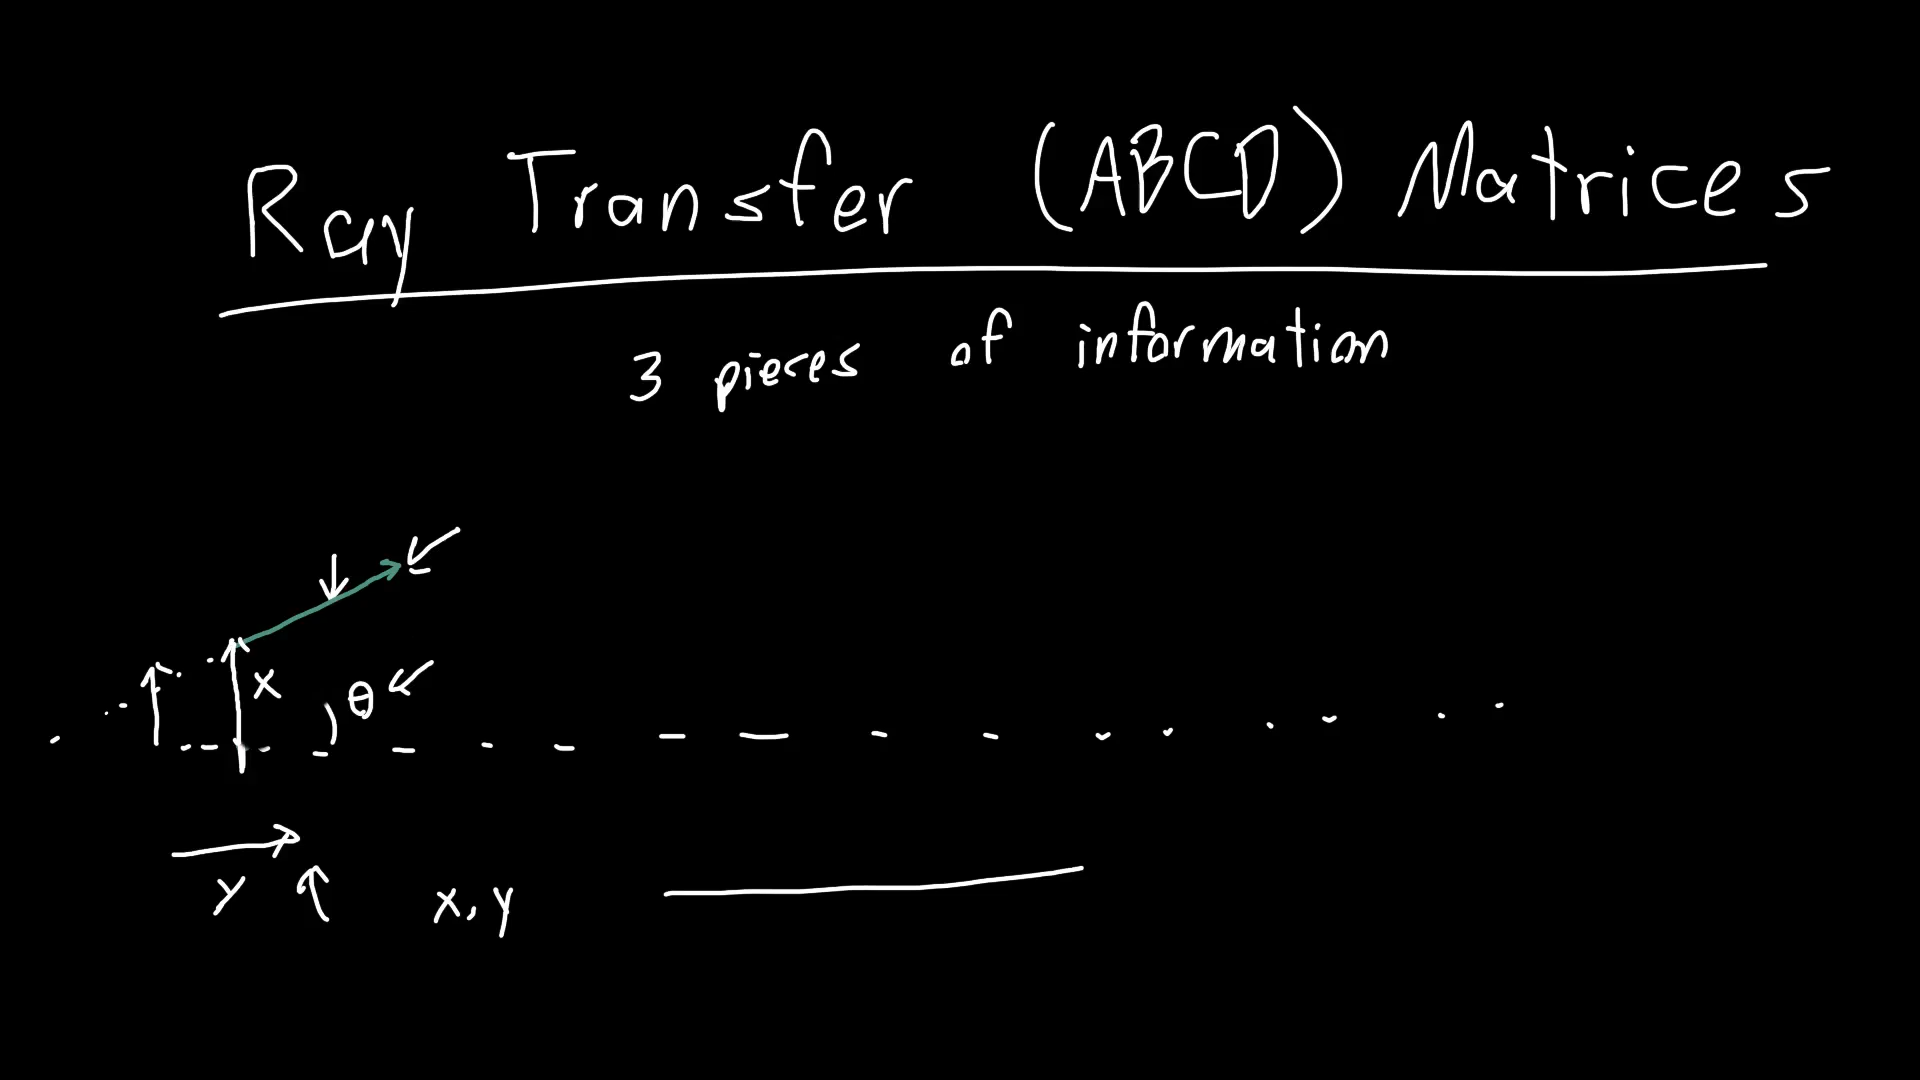 Ray Transfer (ABCD) Matrices
3 pieces of information
x
θ
y
x, y